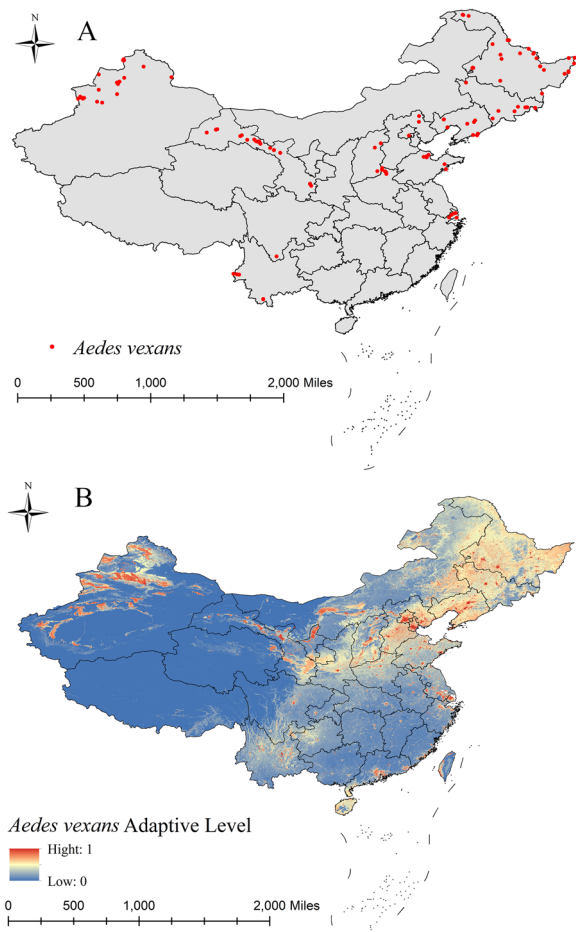 N
A
Aedes vexans
0 500 1,000 2,000 Miles
N
B
Aedes vexans Adaptive Level
Hight: 1
Low: 0
0 500 1,000 2,000 Miles